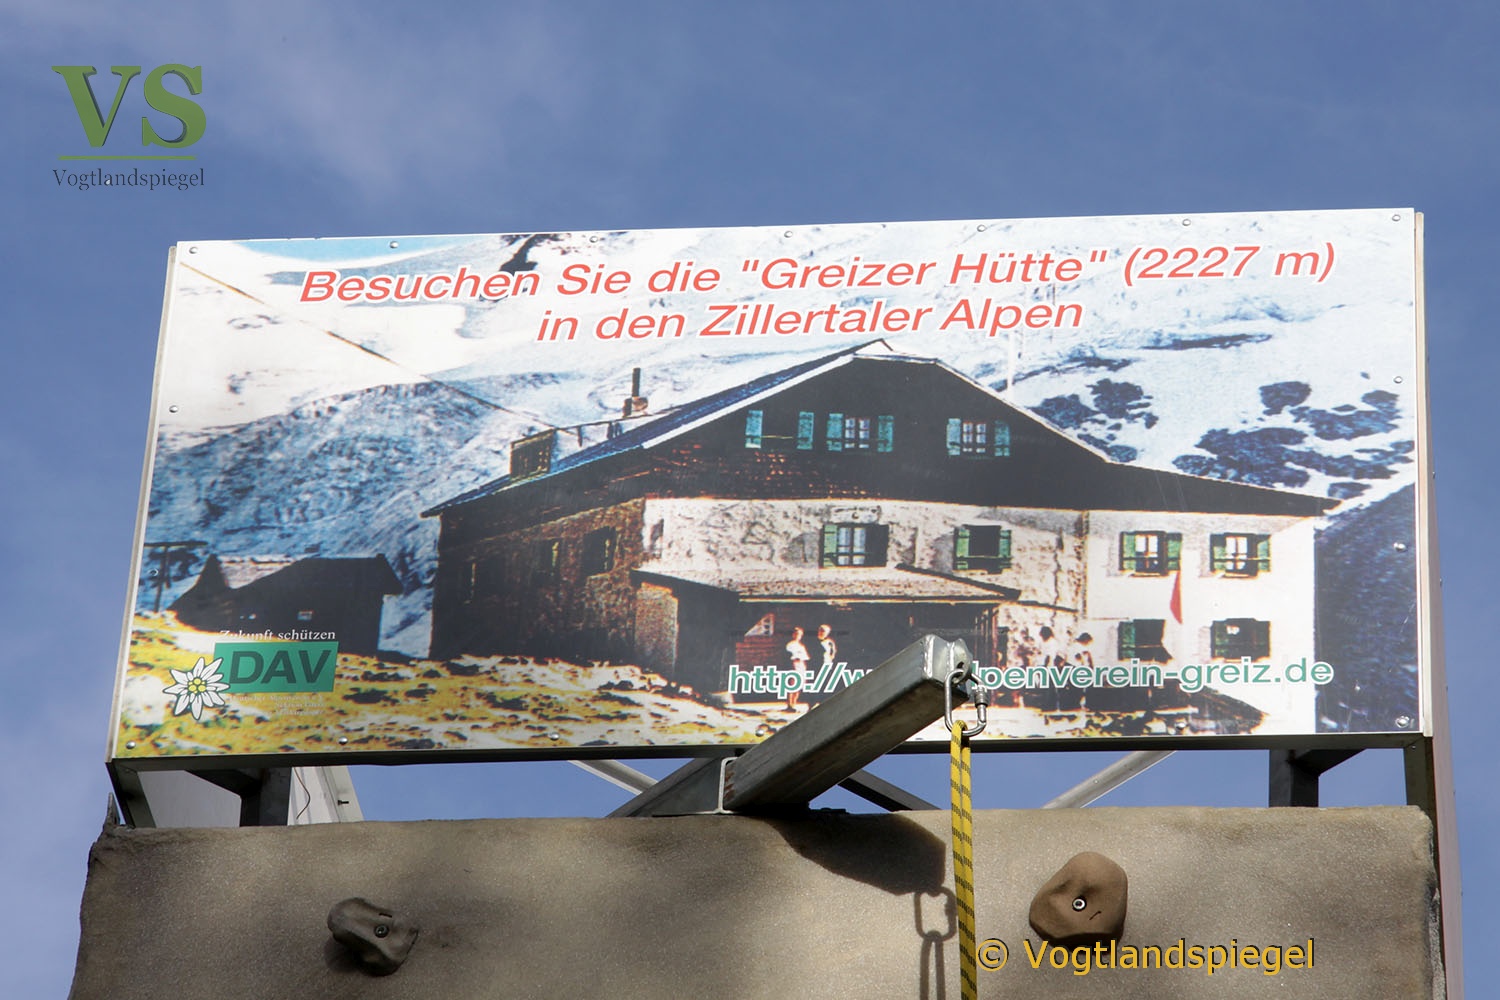 VS
Vogtlandspiegel
Besuchen Sie die "Greizer Hütte" (2227 m)
in den Zillertaler Alpen
Zukunft schützen
DAV
http://w lpenverein-greiz.de
© Vogtlandspiegel